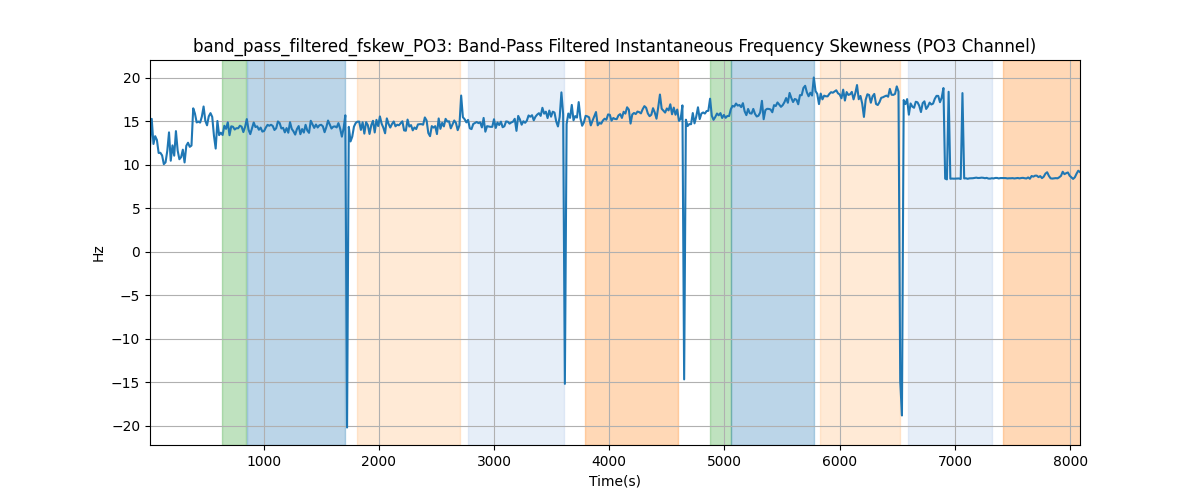 band_pass_filtered_fskew_PO3: Band-Pass Filtered Instantaneous Frequency Skewness (PO3 Channel)
20
15
10
5
0
−5
−10
−15
−20
Hz
1000 2000 3000 4000 5000 6000 7000 8000
Time(s)